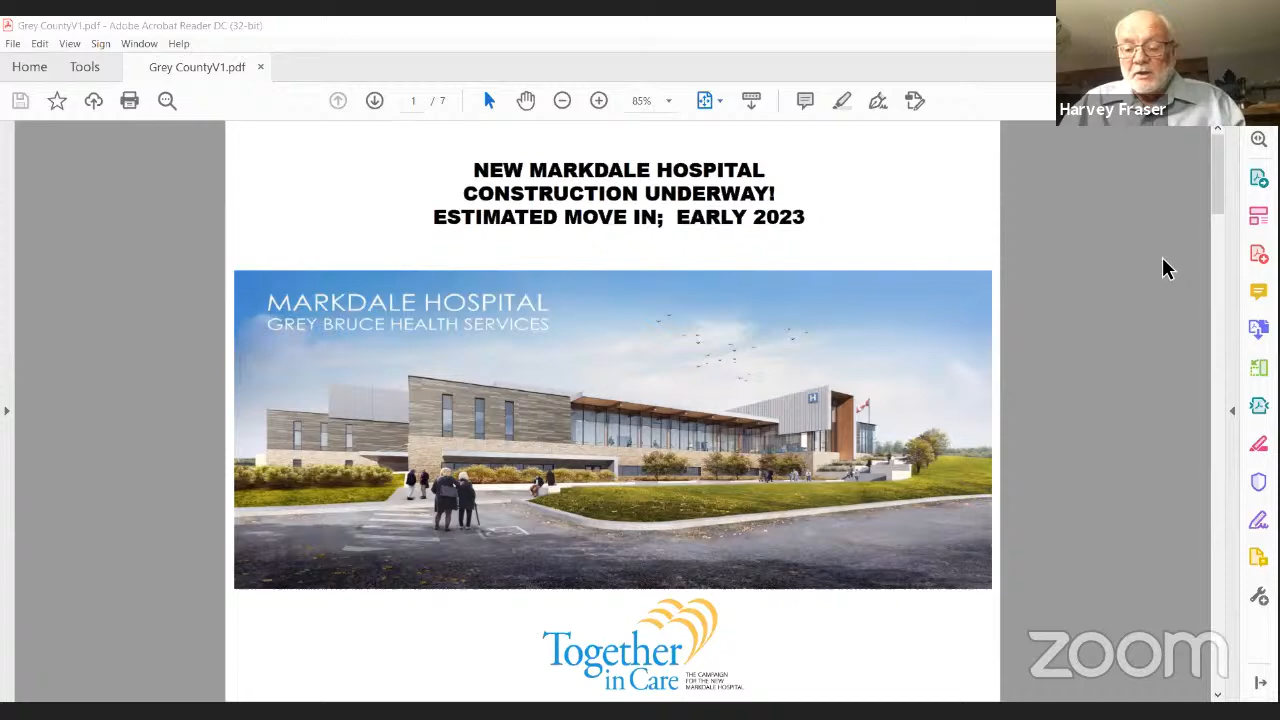 Grey CountyV1.pdf - Adobe Acrobat Reader DC (32-bit)
File Edit View Sign Window Help
Home Tools Grey CountyV1.pdf ×
1 / 7 85%
Harvey Fraser
NEW MARKDALE HOSPITAL
CONSTRUCTION UNDERWAY!
ESTIMATED MOVE IN; EARLY 2023
MARKDALE HOSPITAL
GREY BRUCE HEALTH SERVICES
H
Together
in Care
THE CAMPAIGN
FOR THE NEW
MARKDALE HOSPITAL
zoom